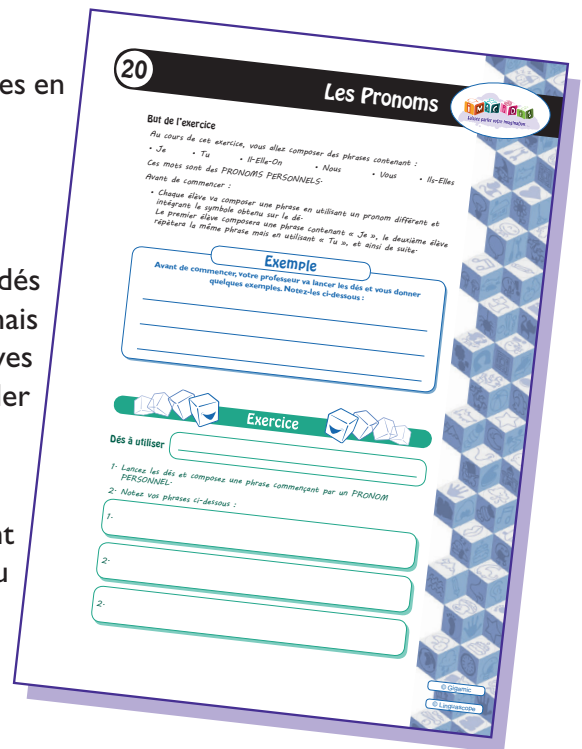 es en
dés
nais
ves
ler
nt
u
20
Les Pronoms
Laissez parler votre imagination
But de l'exercice
Au cours de cet exercice, vous allez composer des phrases contenant :
• Je • Tu • Il-Elle-On • Nous • Vous • Ils-Elles
Ces mots sont des PRONOMS PERSONNELS.
Avant de commencer :
• Chaque élève va composer une phrase en utilisant un pronom différent et
intégrant le symbole obtenu sur le dé.
Le premier élève composera une phrase contenant « Je », le deuxième élève
répètera la même phrase mais en utilisant « Tu », et ainsi de suite.
Exemple
Avant de commencer, votre professeur va lancer les dés et vous donner
quelques exemples. Notez-les ci-dessous :
Exercice
Dés à utiliser
1- Lancez les dés et composez une phrase commençant par un PRONOM
PERSONNEL.
2- Notez vos phrases ci-dessous :
1-
2-
2-
© Gigamic
© Linguascope